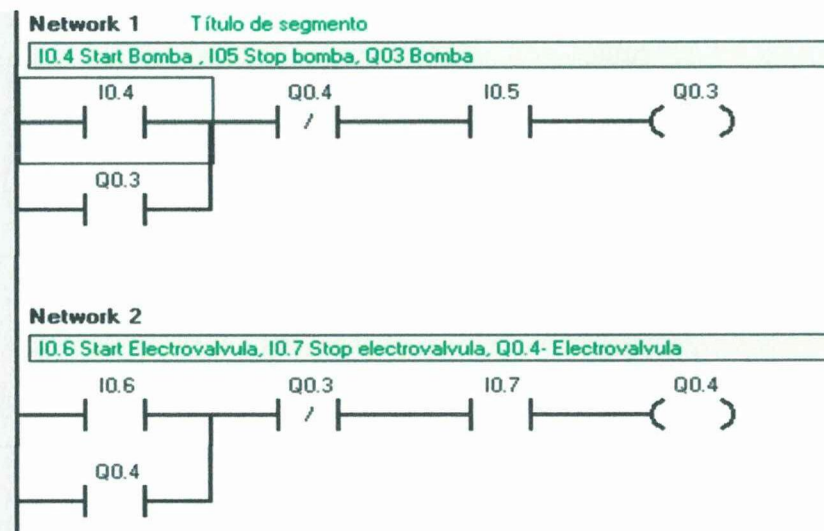 Network 1 Título de segmento
I0.4 Start Bomba , I05 Stop bomba, Q03 Bomba
I0.4 Q0.4 I0.5 Q0.3
Q0.3
Network 2
I0.6 Start Electrovalvula, I0.7 Stop electrovalvula, Q0.4- Electrovalvula
I0.6 Q0.3 I0.7 Q0.4
Q0.4